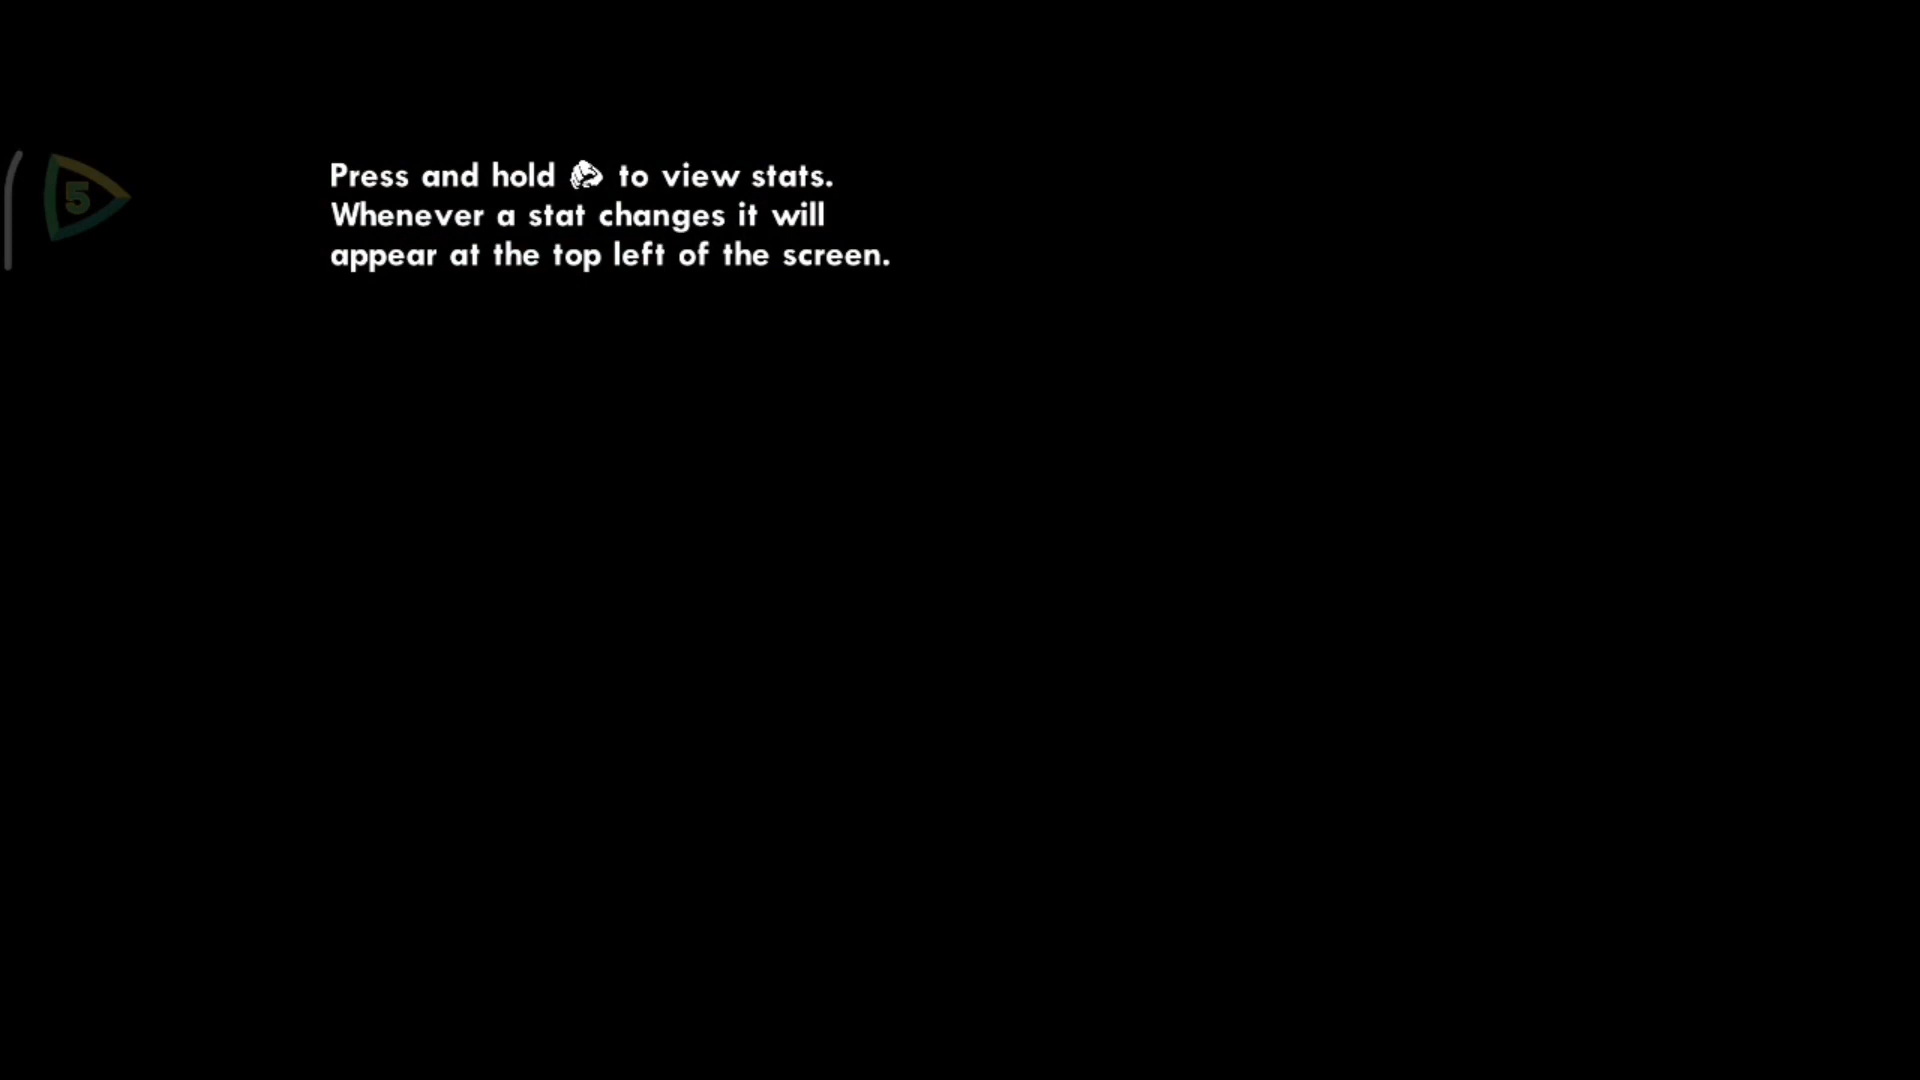 5
Press and hold to view stats.
Whenever a stat changes it will
appear at the top left of the screen.